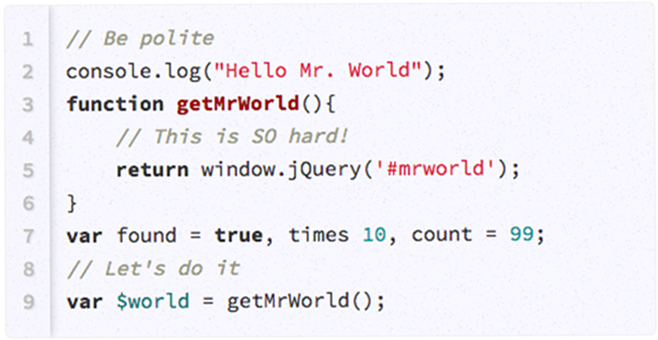 1 // Be polite
2 console.log("Hello Mr. World");
3 function getMrWorld(){
4     // This is SO hard!
5     return window.jQuery('#mrworld');
6 }
7 var found = true, times 10, count = 99;
8 // Let's do it
9 var $world = getMrWorld();